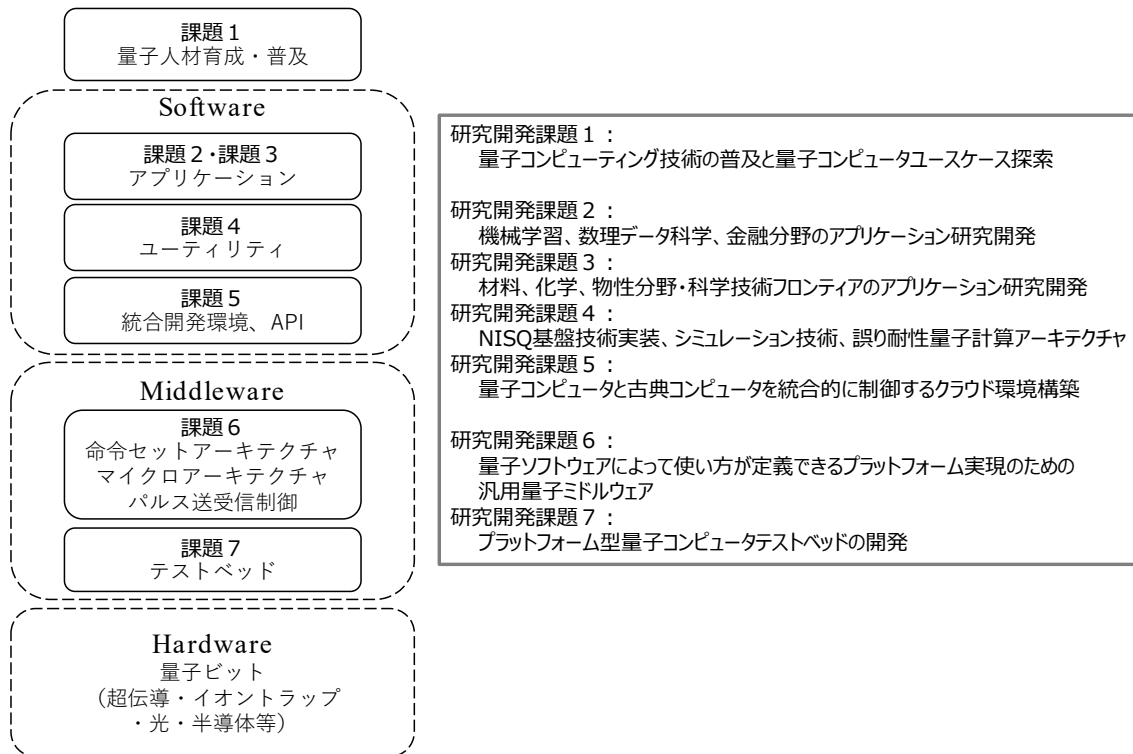 課題１
量子人材育成・普及
Software
課題２・課題３
アプリケーション
課題４
ユーティリティ
課題５
統合開発環境、API
Middleware
課題６
命令セットアーキテクチャ
マイクロアーキテクチャ
パルス送受信制御
課題７
テストベッド
Hardware
量子ビット
(超伝導・イオントラップ
・光・半導体等)
研究開発課題１：
量子コンピューティング技術の普及と量子コンピュータユースケース探索
研究開発課題２：
機械学習、数理データ科学、金融分野のアプリケーション研究開発
研究開発課題３：
材料、化学、物性分野・科学技術フロンティアのアプリケーション研究開発
研究開発課題４：
NISQ基盤技術実装、シミュレーション技術、誤り耐性量子計算アーキテクチャ
研究開発課題５：
量子コンピュータと古典コンピュータを統合的に制御するクラウド環境構築
研究開発課題６：
量子ソフトウェアによって使い方が定義できるプラットフォーム実現のための
汎用量子ミドルウェア
研究開発課題７：
プラットフォーム型量子コンピュータテストベッドの開発